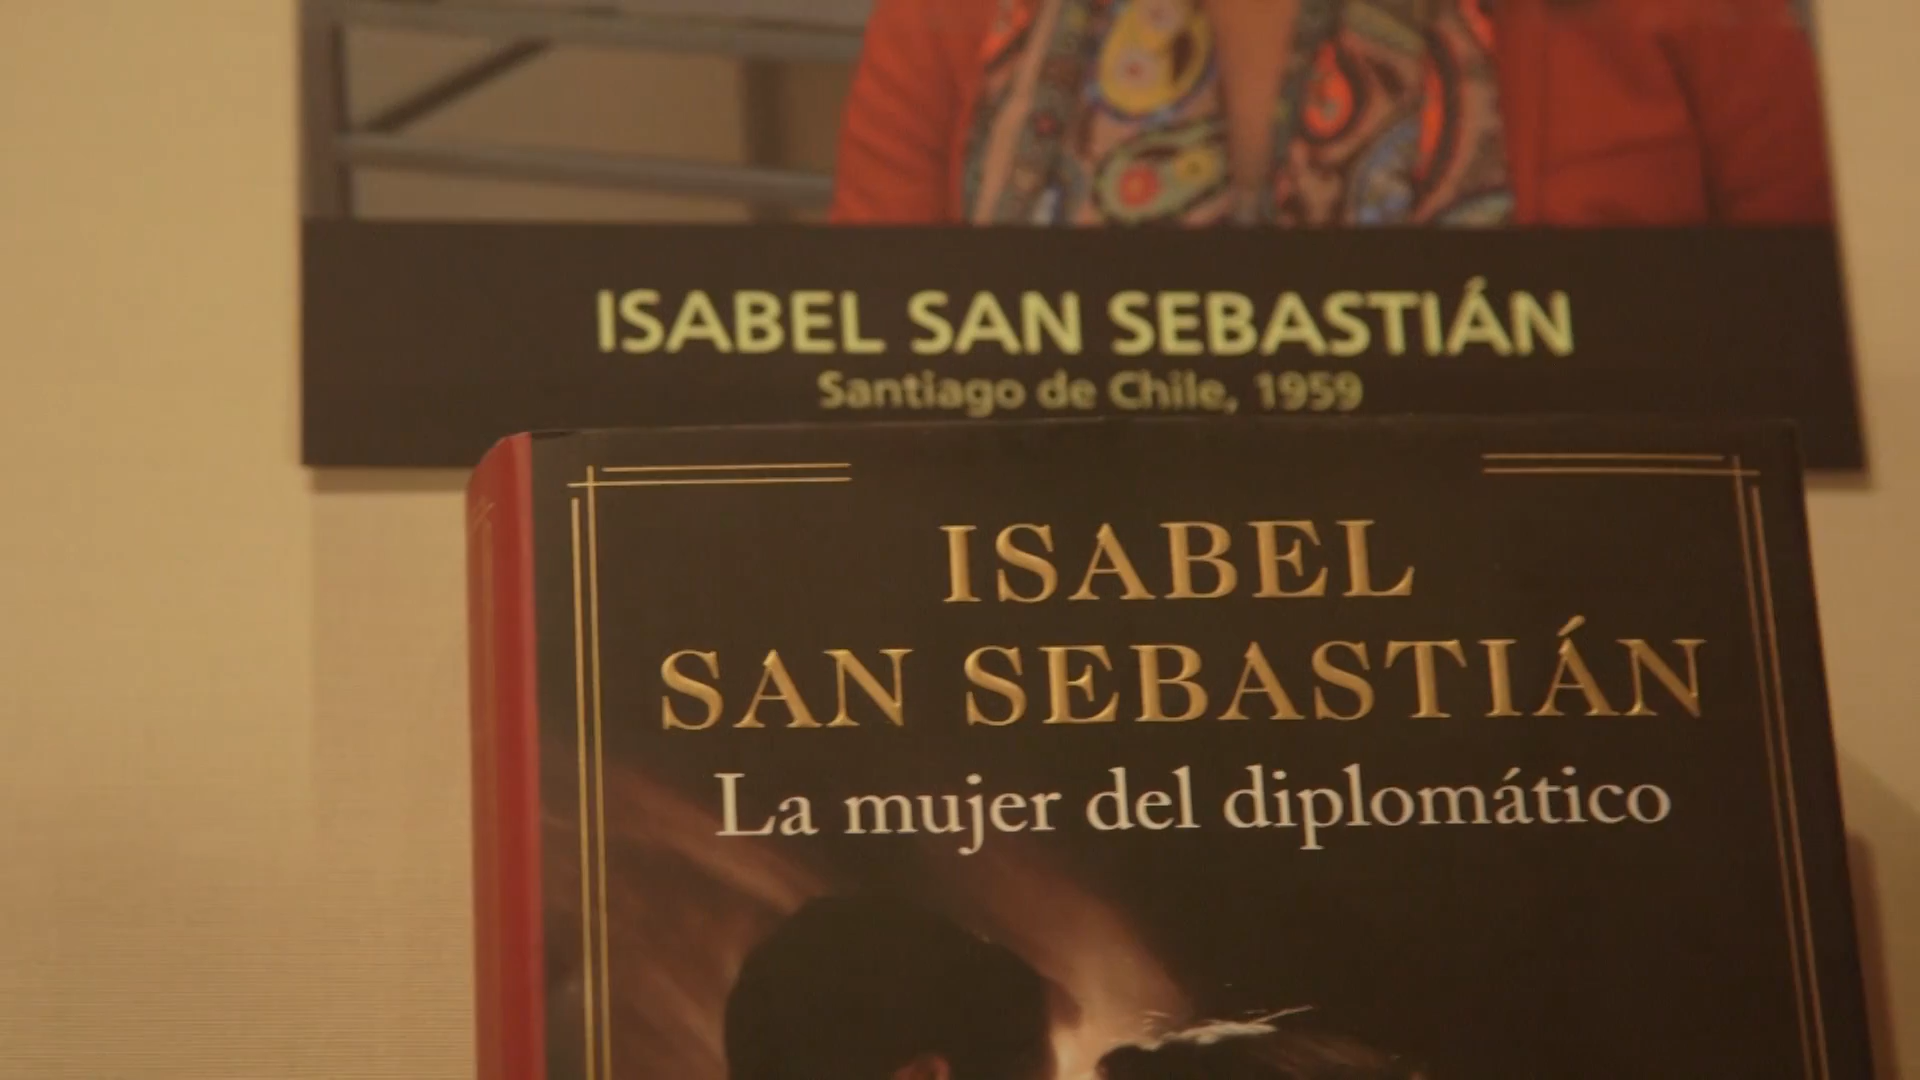 ISABEL SAN SEBASTIÁN
Santiago de Chile, 1959
ISABEL
SAN SEBASTIÁN
La mujer del diplomático